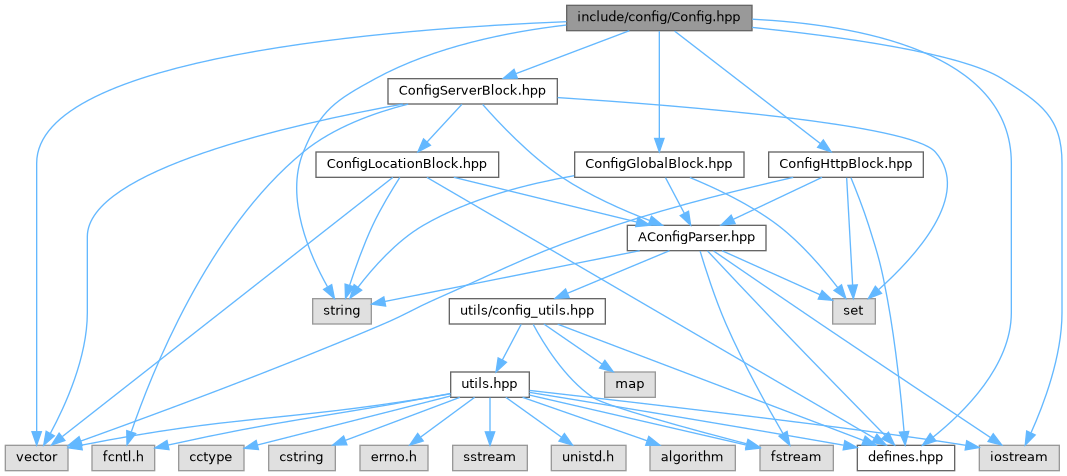 include/config/Config.hpp
ConfigServerBlock.hpp
ConfigLocationBlock.hpp
ConfigGlobalBlock.hpp
ConfigHttpBlock.hpp
AConfigParser.hpp
string
utils/config_utils.hpp
set
utils.hpp
map
vector
fcntl.h
cctype
cstring
errno.h
sstream
unistd.h
algorithm
fstream
defines.hpp
iostream